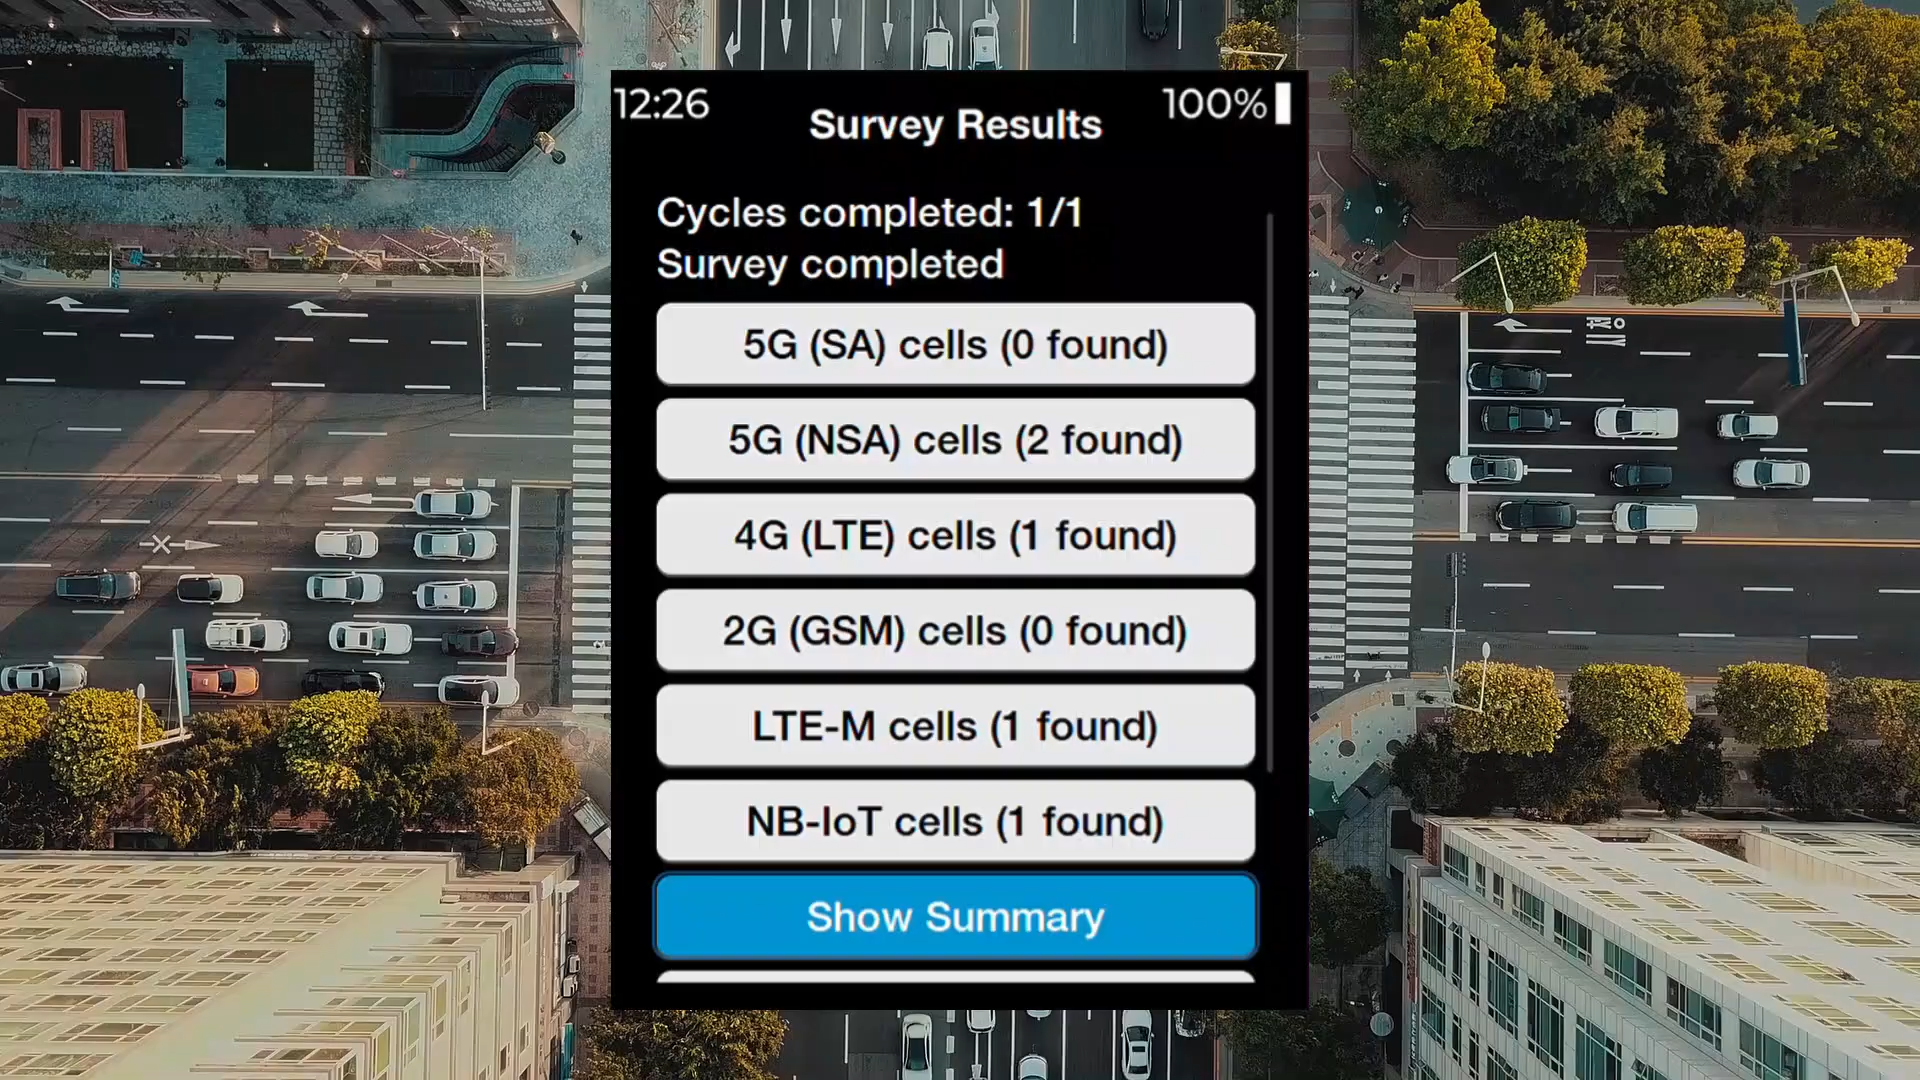 12:26
Survey Results
100%
Cycles completed: 1/1
Survey completed
5G (SA) cells (0 found)
5G (NSA) cells (2 found)
4G (LTE) cells (1 found)
2G (GSM) cells (0 found)
LTE-M cells (1 found)
NB-IoT cells (1 found)
Show Summary